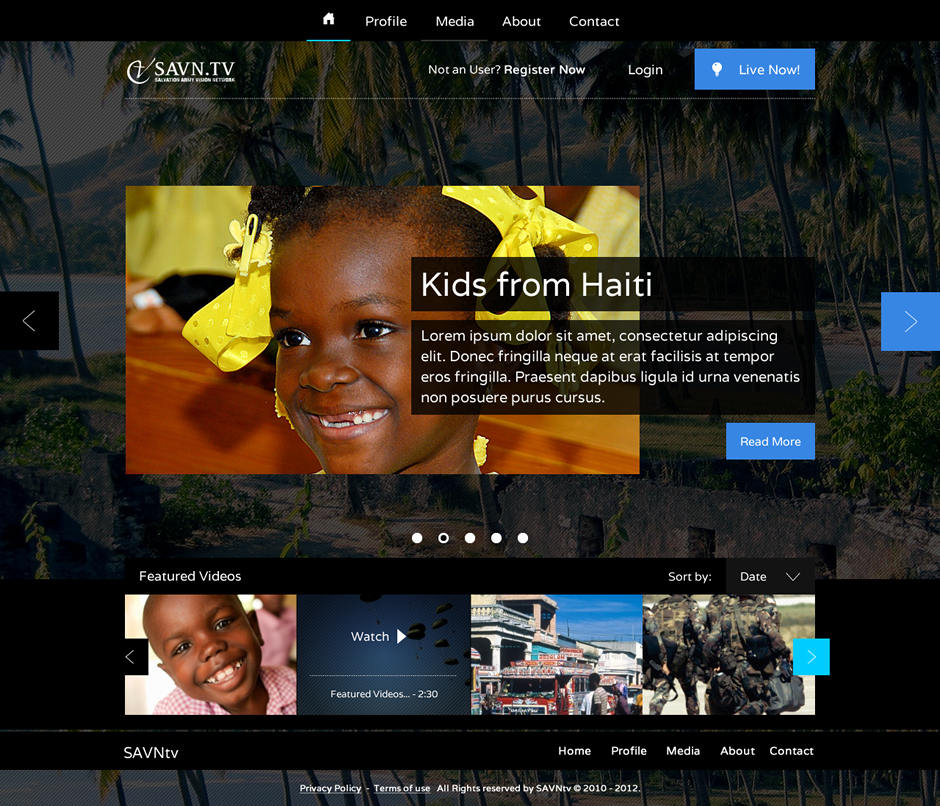 Profile Media About Contact
SAVN.TV
SALVATION ARMY VISION NETWORK
Not an User? Register Now
Login
Live Now!
Kids from Haiti
Lorem ipsum dolor sit amet, consectetur adipiscing
elit. Donec fringilla neque at erat facilisis at tempor
eros fringilla. Praesent dapibus ligula id urna venenatis
non posuere purus cursus.
Read More
Featured Videos
Sort by:
Date
Watch
Featured Videos... - 2:30
SAVNtv
Home Profile Media About Contact
Privacy Policy - Terms of use All Rights reserved by SAVNtv © 2010 - 2012.